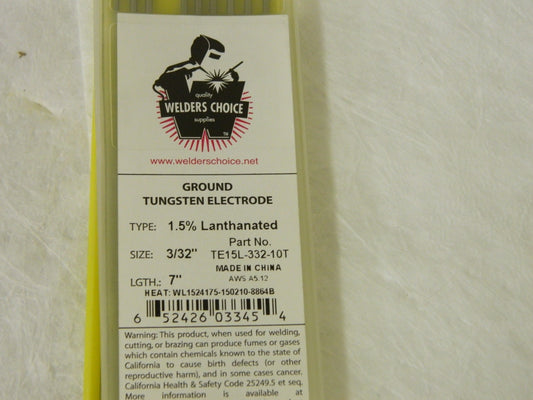 quality
WELDERS CHOICE
supplies
TM
www.welderschoice.net
GROUND
TUNGSTEN ELECTRODE
TYPE: 1.5% Lanthanated
SIZE: 3/32" Part No.
TE15L-332-10T
MADE IN CHINA
LGTH.: 7" AWS A5.12
HEAT: WL1524175-150210-8864B
6 52426 03345 4
Warning: This product, when used for welding,
cutting, or brazing can produce fumes or gases
which contain chemicals known to the state of
California to cause birth defects (or other
reproductive harm), and in some cases cancer.
California Health & Safety Code 25249.5 et seq.
More information is available